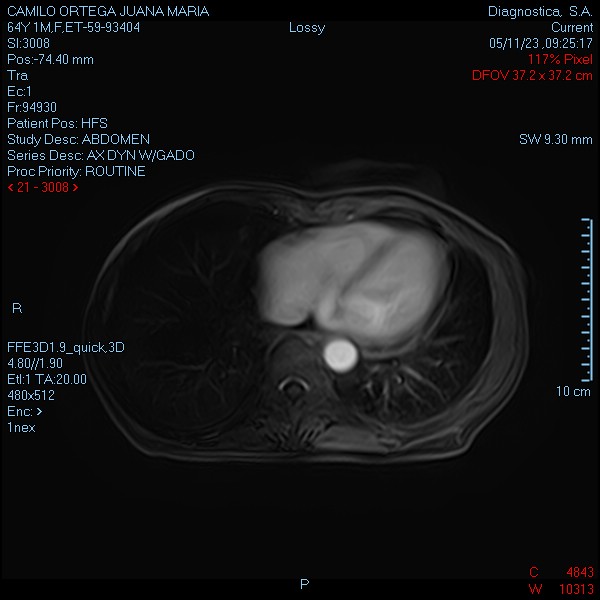 CAMILO ORTEGA JUANA MARIA
64Y 1M,F,ET-59-93404
SI:3008
Pos:-74.40 mm
Tra
Ec:1
Fr:94930
Patient Pos: HFS
Study Desc: ABDOMEN
Series Desc: AX DYN W/GADO
Proc Priority: ROUTINE
< 21 - 3008 >
Lossy
Diagnostica, S.A.
Current
05/11/23 ,09:25:17
117% Pixel
DFOV 37.2 x 37.2 cm
SW 9.30 mm
R
FFE3D1.9_quick,3D
4.80//1.90
Etl:1 TA:20.00
480x512
Enc: >
1nex
10 cm
P
C 4843
W 10313